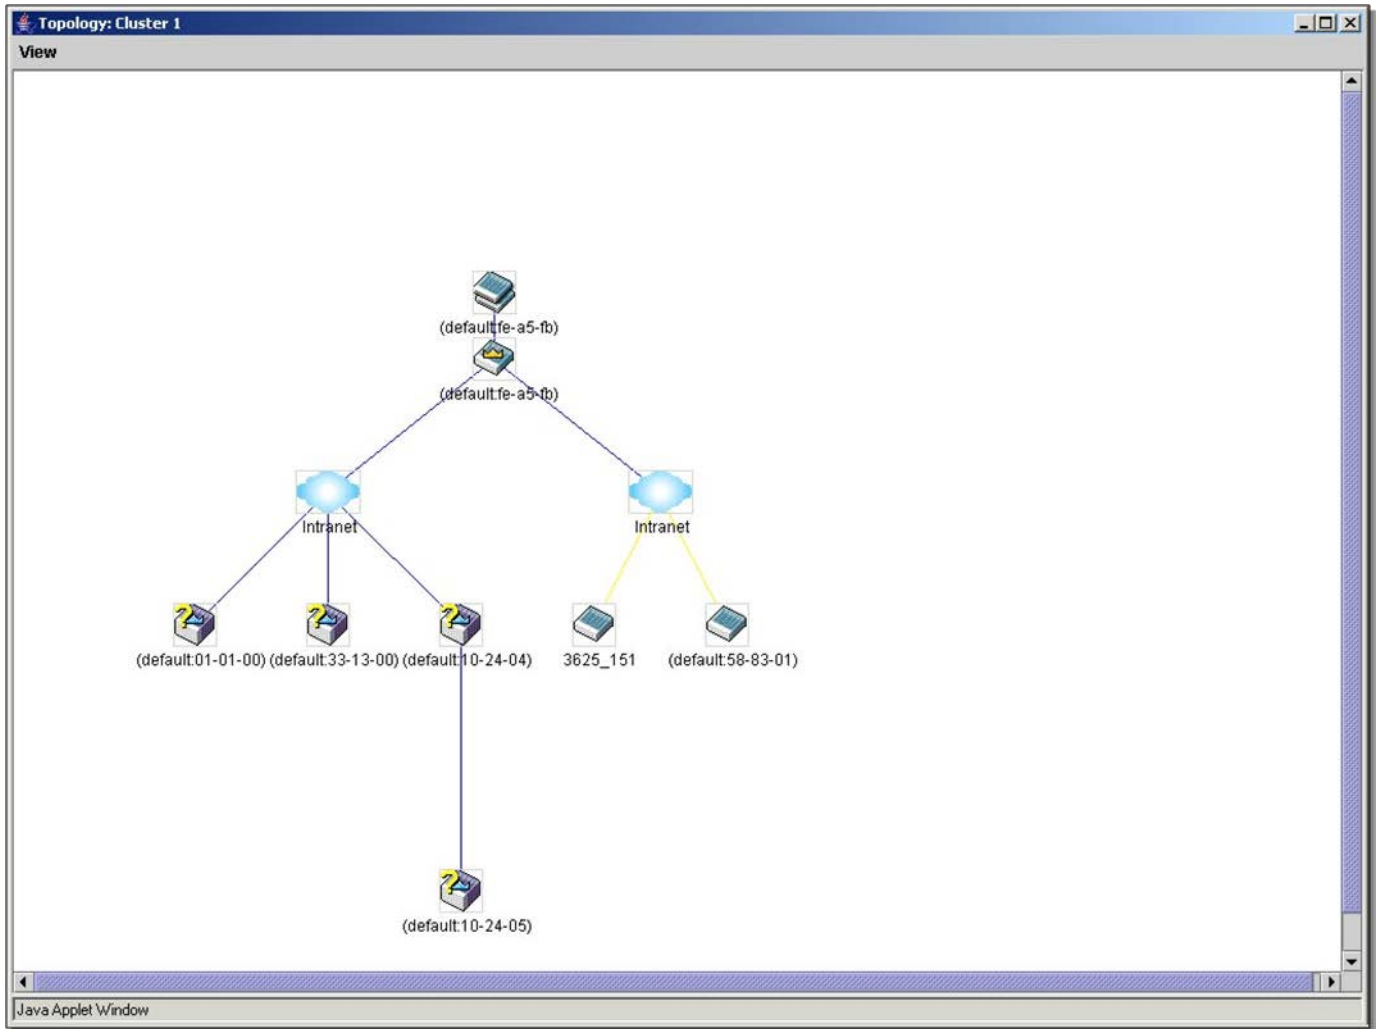 Topology: Cluster 1
View
(default:fe-a5-fb)
(default:fe-a5-fb)
Intranet Intranet
(default:01-01-00) (default:33-13-00) (default:10-24-04) 3625_151 (default:58-83-01)
(default:10-24-05)
Java Applet Window